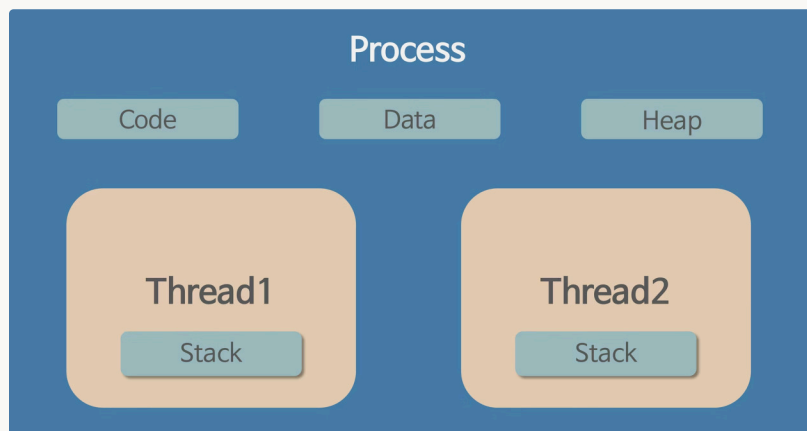 Process
Code Data Heap
Thread1 Thread2
Stack Stack